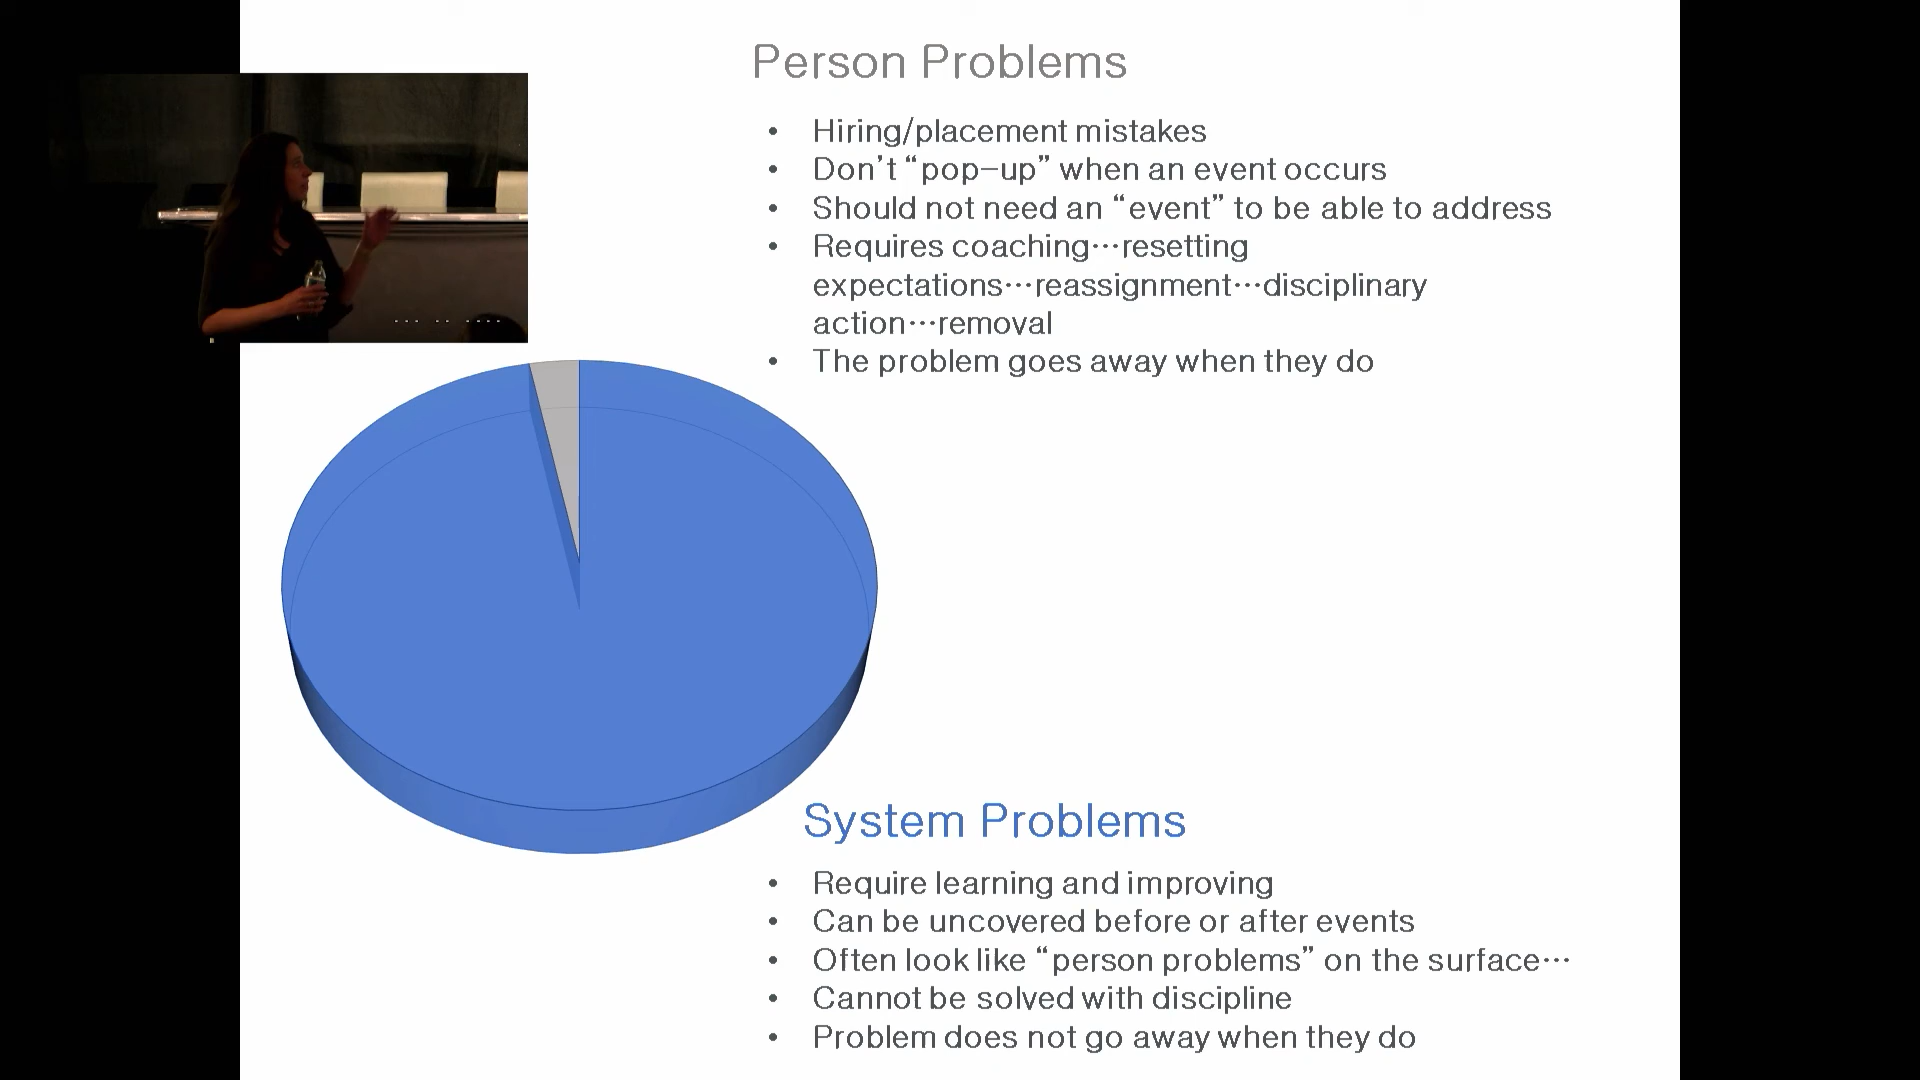 Person Problems
• Hiring/placement mistakes
• Don’t “pop-up” when an event occurs
• Should not need an “event” to be able to address
• Requires coaching…resetting
expectations…reassignment…disciplinary
action…removal
• The problem goes away when they do
System Problems
• Require learning and improving
• Can be uncovered before or after events
• Often look like “person problems” on the surface…
• Cannot be solved with discipline
• Problem does not go away when they do